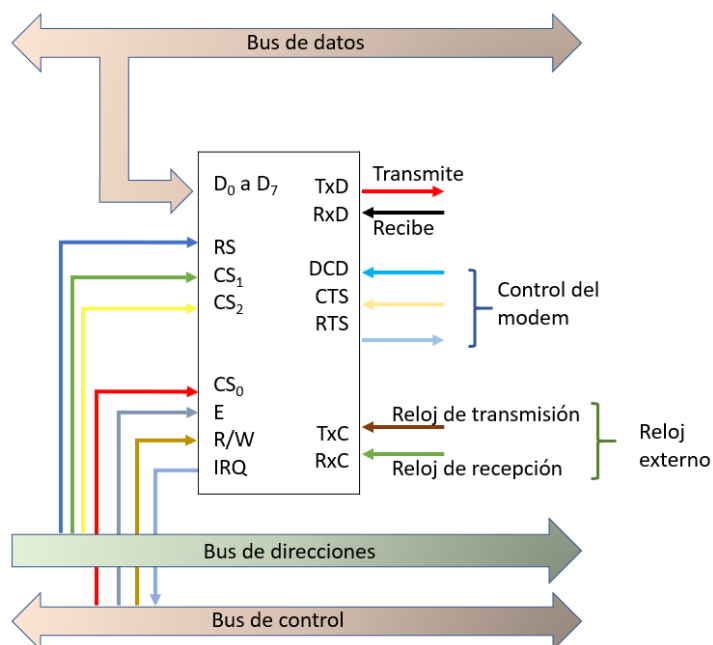 Bus de datos
D₀ a D₇
TxD
Transmite
RxD
Recibe
RS
CS₁
CS₂
DCD
CTS
RTS
Control del
modem
CS₀
E
R/W
IRQ
TxC
RxC
Reloj de transmisión
Reloj de recepción
Reloj
externo
Bus de direcciones
Bus de control